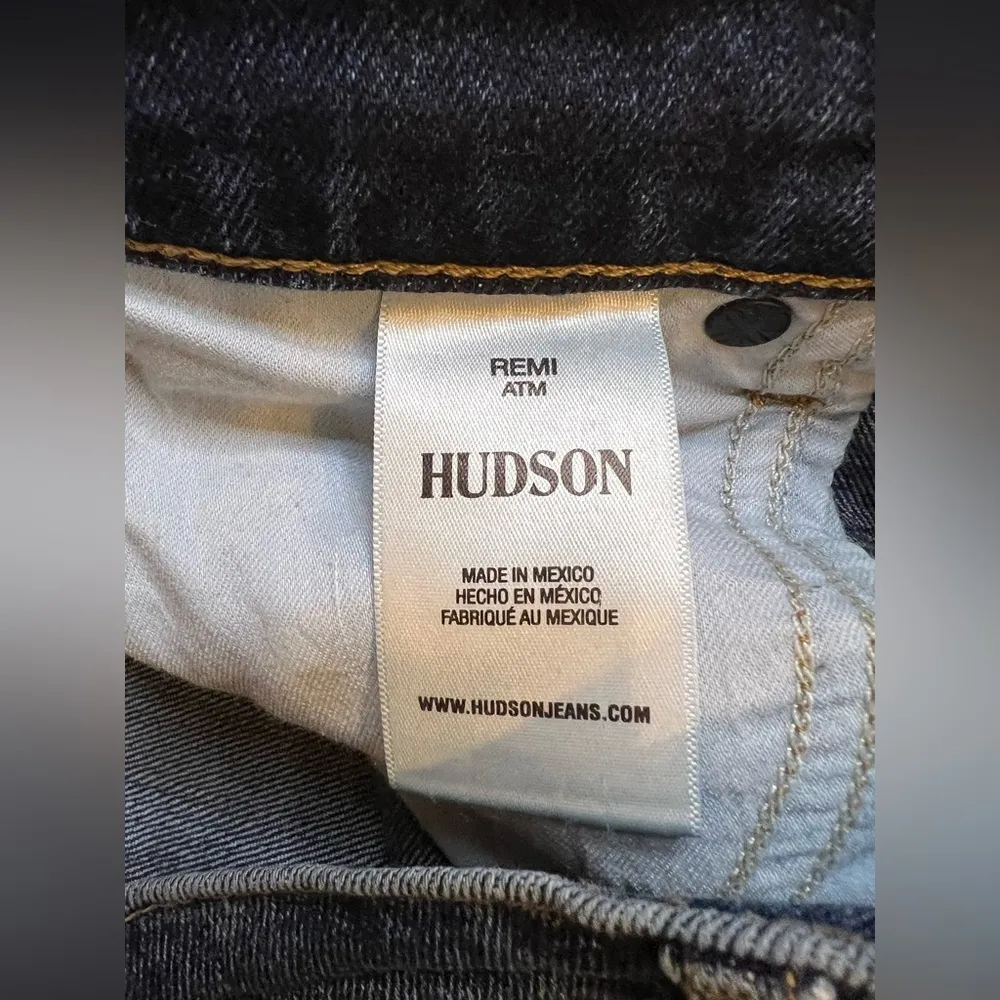 REMI
ATM
HUDSON
MADE IN MEXICO
HECHO EN MÉXICO
FABRIQUÉ AU MEXIQUE
WWW.HUDSONJEANS.COM